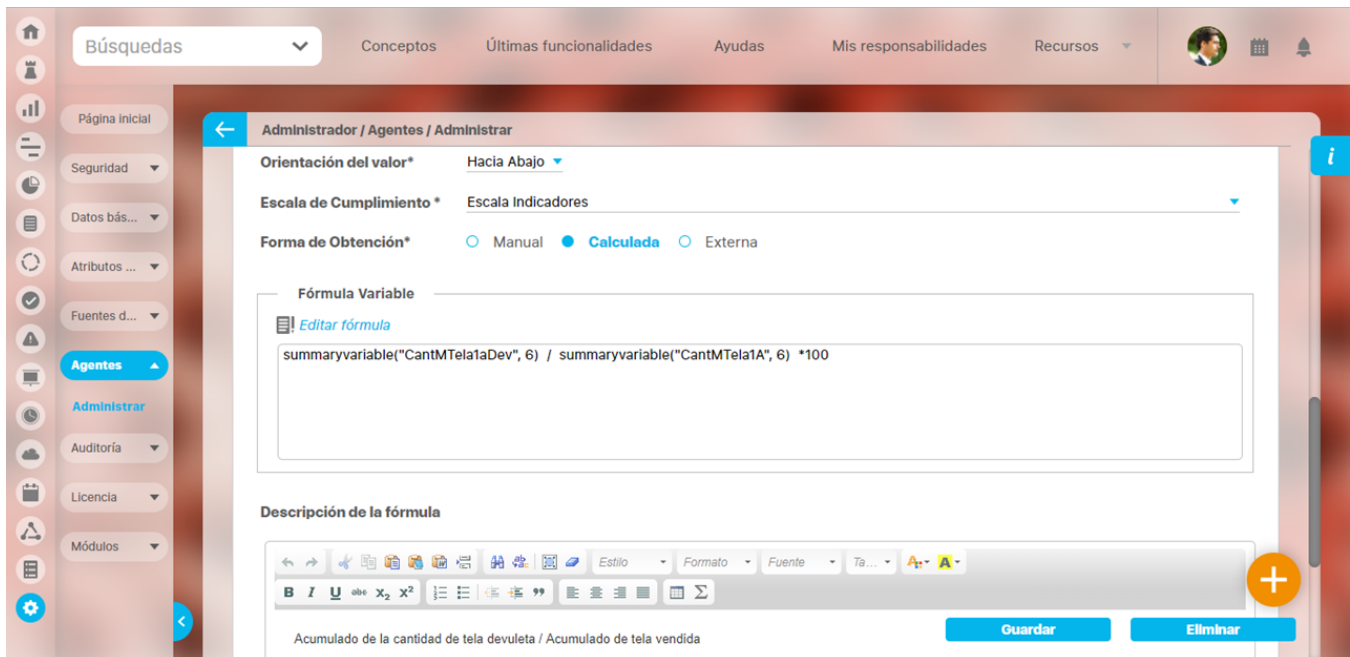 Búsquedas
Conceptos
Últimas funcionalidades
Ayudas
Mis responsabilidades
Recursos
Página inicial
Seguridad
Datos bás...
Atributos ...
Fuentes d...
Agentes
Administrar
Auditoría
Licencia
Módulos
Administrador / Agentes / Administrar
i
Orientación del valor* Hacia Abajo
Escala de Cumplimiento * Escala Indicadores
Forma de Obtención* Manual Calculada Externa
Fórmula Variable
Editar fórmula
summaryvariable("CantMTela1aDev", 6) / summaryvariable("CantMTela1A", 6) *100
Descripción de la fórmula
Estilo Formato Fuente Ta...
B I U abc X2 X2
Acumulado de la cantidad de tela devuleta / Acumulado de tela vendida
Guardar
Eliminar